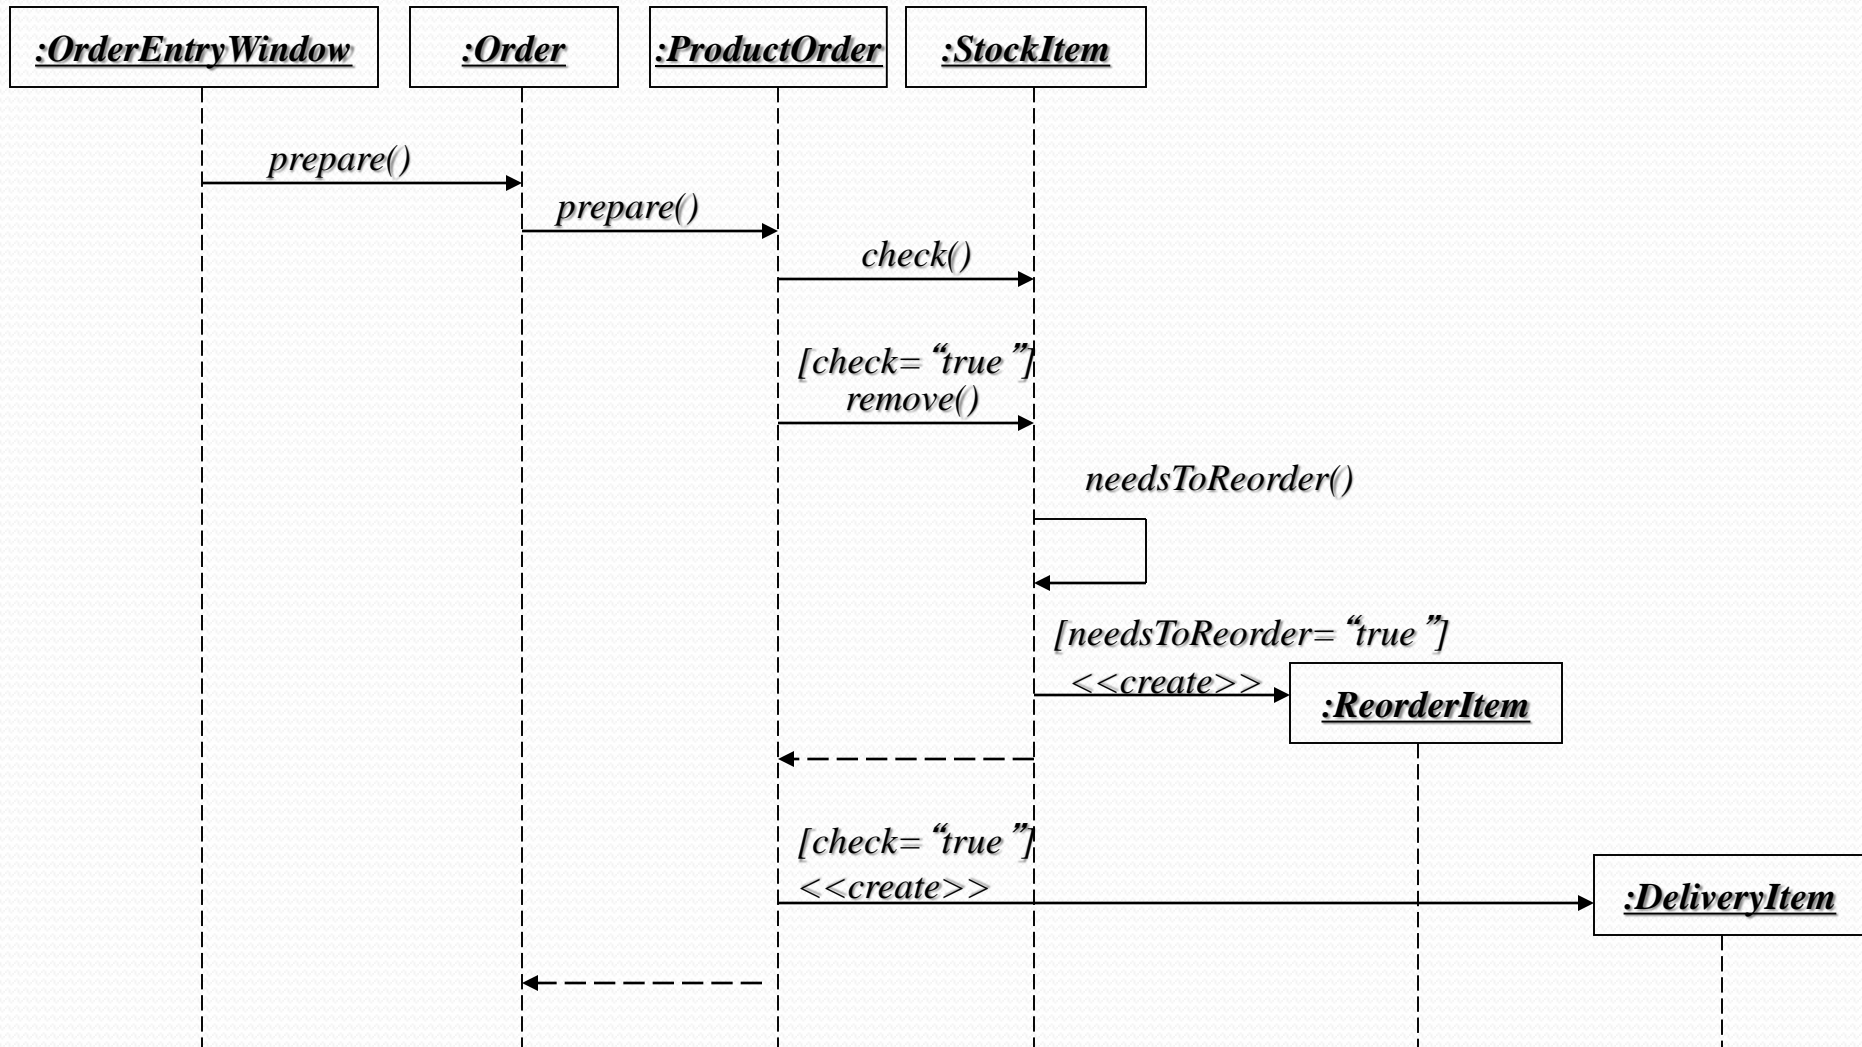 :OrderEntryWindow
:Order
:ProductOrder
:StockItem
prepare()
prepare()
check()
[check=“true”]
remove()
needsToReorder()
[needsToReorder=“true”]
<<create>>
:ReorderItem
[check=“true”]
<<create>>
:DeliveryItem